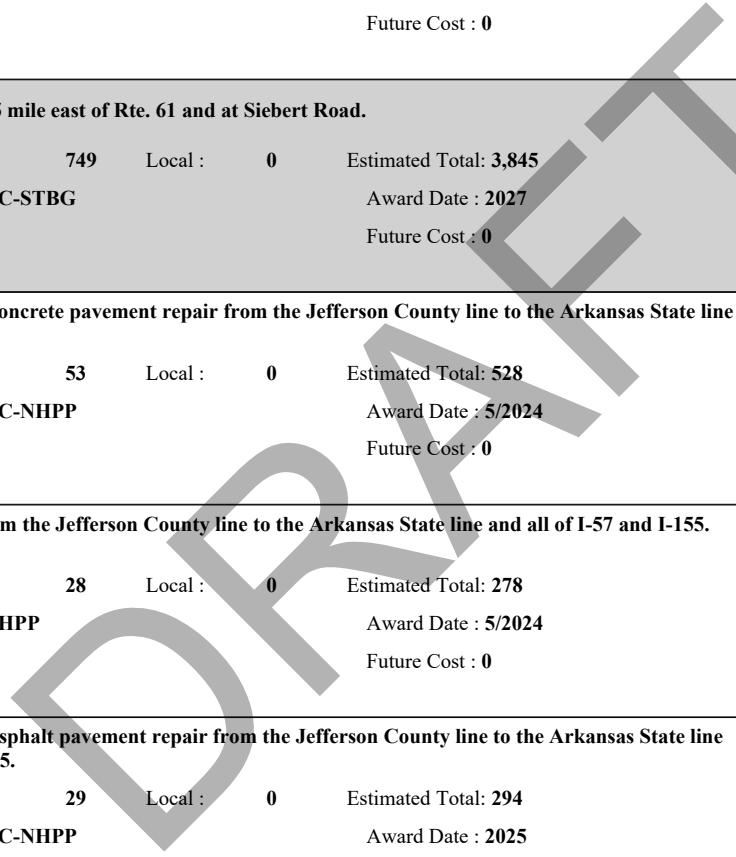 Future Cost : 0
mile east of Rte. 61 and at Siebert Road.
749 Local : 0 Estimated Total: 3,845
C-STBG Award Date : 2027
Future Cost : 0
oncrete pavement repair from the Jefferson County line to the Arkansas State line
53 Local : 0 Estimated Total: 528
C-NHPP Award Date : 5/2024
Future Cost : 0
m the Jefferson County line to the Arkansas State line and all of I-57 and I-155.
28 Local : 0 Estimated Total: 278
HPP Award Date : 5/2024
Future Cost : 0
sphalt pavement repair from the Jefferson County line to the Arkansas State line
5.
29 Local : 0 Estimated Total: 294
C-NHPP Award Date : 2025
DRAFT